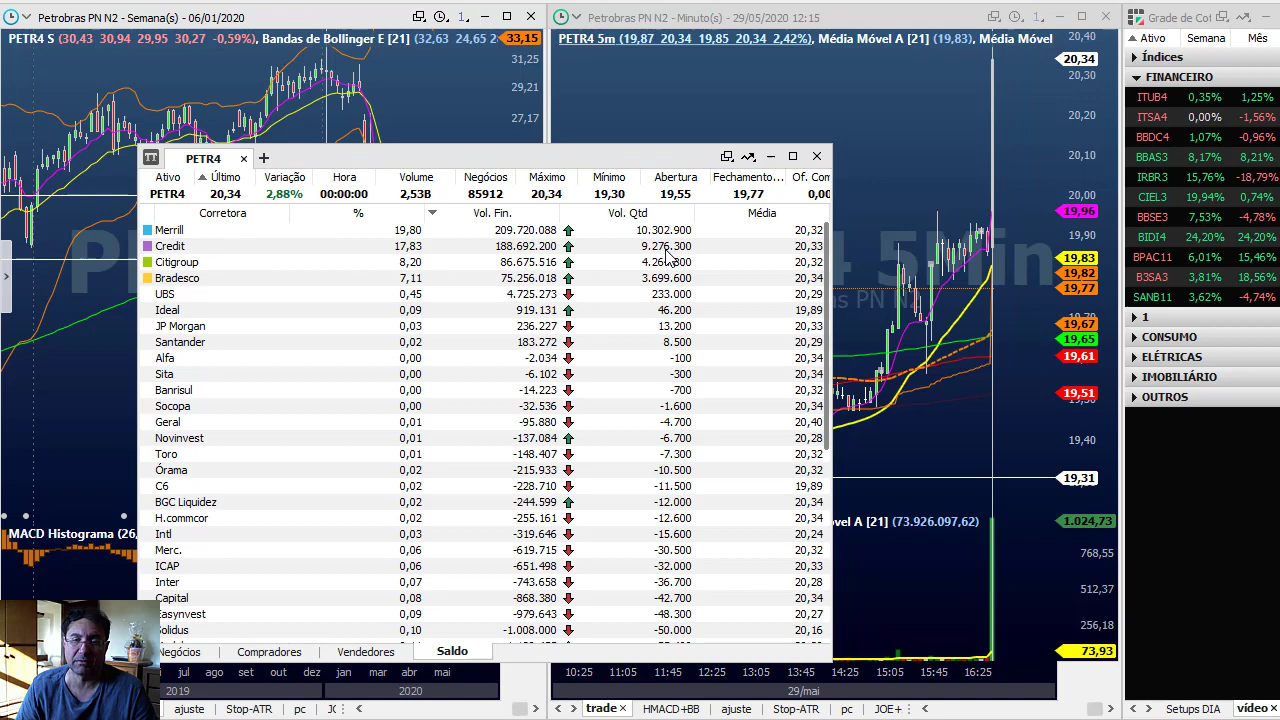 Petrobras PN N2 - Semana(s) - 06/01/2020
PETR4 S (30,43 30,94 29,95 30,27 -0,59%), Bandas de Bollinger E [21] (32,63 24,65
33,15
31,25
29,21
27,17
MACD Histograma (26,
jul ago set out nov dez jan mar abr mai
2019 2020
ajuste Stop-ATR pc
Petrobras PN N2 - Minuto(s) - 29/05/2020 12:15
PETR4 5m (19,87 20,34 19,85 20,34 2,42%), Média Móvel A [21] (19,83), Média Móvel
20,40
20,34
20,30
20,20
20,10
20,00
19,96
19,90
19,83
19,82
19,77
19,67
19,65
19,61
19,51
19,40
19,31
vel A [21] (73.926.097,62)
1.024,73
768,55
512,37
256,18
73,93
10:25 11:05 11:45 12:25 13:05 13:45 14:25 15:05 15:45 16:25
29/mai
trade HMACD+BB ajuste Stop-ATR pc JOE+
PETR4
Ativo Último Variação Hora Volume Negócios Máximo Mínimo Abertura Fechamento... Of. Com
PETR4 20,34 2,88% 00:00:00 2,53B 85912 20,34 19,30 19,55 19,77 0,00
Corretora % Vol. Fin. Vol. Qtd Média
Merrill 19,80 209.720.088 10.302.900 20,32
Credit 17,83 188.692.200 9.276.300 20,33
Citigroup 8,20 86.675.516 20,32
Bradesco 7,11 75.256.018 3.699.600 20,34
UBS 0,45 4.725.273 233.000 20,29
Ideal 0,09 919.131 46.200 19,89
JP Morgan 0,03 236.227 13.200 20,33
Santander 0,02 183.272 8.500 20,29
Alfa 0,00 -2.034 -100 20,34
Sita 0,00 -6.102 -300 20,34
Banrisul 0,00 -14.223 -700 20,32
Socopa 0,00 -32.536 -1.600 20,34
Geral 0,01 -95.880 -4.700 20,40
Novinvest 0,01 -137.084 -6.700 20,28
Toro 0,01 -148.407 -7.300 20,32
Órama 0,02 -215.933 -10.500 20,32
C6 0,02 -228.710 -11.500 19,89
BGC Liquidez 0,02 -244.599 -12.000 20,34
H.commcor 0,02 -255.161 -12.600 20,34
Intl 0,03 -319.646 -15.600 20,24
Merc. 0,06 -619.715 -30.500 20,32
ICAP 0,06 -651.498 -32.000 20,33
Inter 0,07 -743.658 -36.700 20,28
Capital 0,08 -868.380 -42.700 20,34
Easynvest 0,09 -979.643 -48.300 20,27
Solidus 0,10 -1.008.000 -50.000 20,16
Negócios Compradores Vendedores Saldo
Grade de Cot
Ativo Semana Mês
Índices
FINANCEIRO
ITUB4 0,35% 1,25%
ITSA4 0,00% -1,56%
BBDC4 1,07% -0,96%
BBAS3 8,17% 8,21%
IRBR3 15,76% -18,79%
CIEL3 19,94% 0,74%
BBSE3 7,53% -4,78%
BIDI4 24,20% 24,20%
BPAC11 6,01% 15,46%
B3SA3 3,81% 18,56%
SANB11 3,62% -4,74%
1
CONSUMO
ELÉTRICAS
IMOBILIÁRIO
OUTROS
Setups DIA vídeo